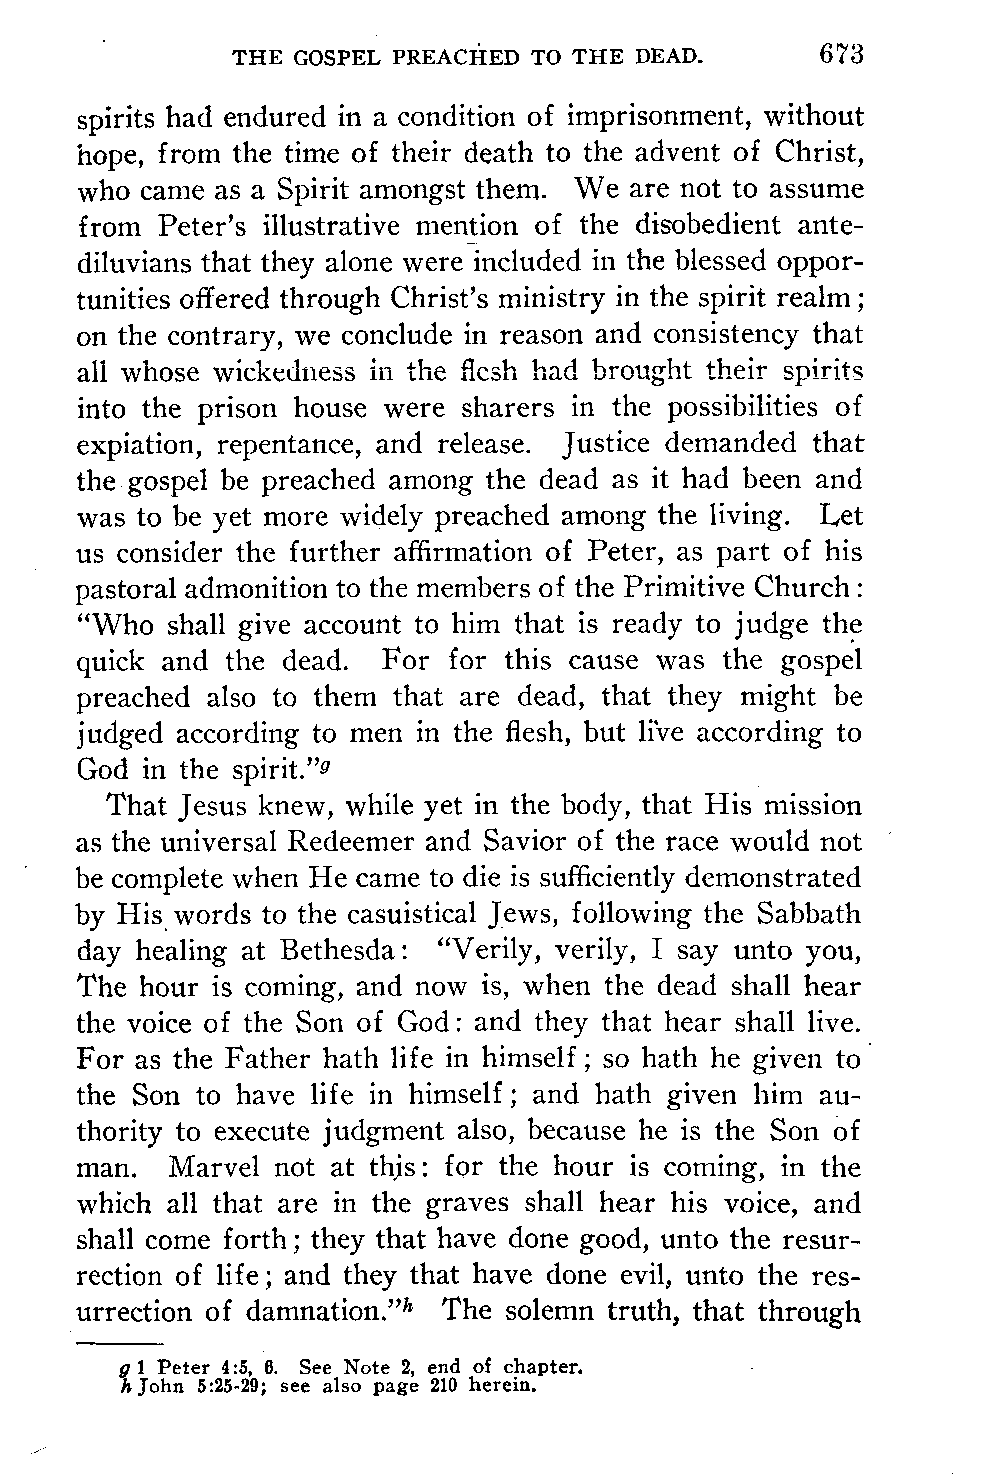 THE GOSPEL PREACHED TO THE DEAD. 673
spirits had endured in a condition of imprisonment, without
hope, from the time of their death to the advent of Christ,
who came as a Spirit amongst them. We are not to assume
from Peter's illustrative mention of the disobedient ante-
diluvians that they alone were included in the blessed oppor-
tunities offered through Christ's ministry in the spirit realm;
on the contrary, we conclude in reason and consistency that
all whose wickedness in the flesh had brought their spirits
into the prison house were sharers in the possibilities of
expiation, repentance, and release. Justice demanded that
the gospel be preached among the dead as it had been and
was to be yet more widely preached among the living. Let
us consider the further affirmation of Peter, as part of his
pastoral admonition to the members of the Primitive Church:
“Who shall give account to him that is ready to judge the
quick and the dead. For for this cause was the gospel
preached also to them that are dead, that they might be
judged according to men in the flesh, but live according to
God in the spirit.”g
That Jesus knew, while yet in the body, that His mission
as the universal Redeemer and Savior of the race would not
be complete when He came to die is sufficiently demonstrated
by His words to the casuistical Jews, following the Sabbath
day healing at Bethesda: “Verily, verily, I say unto you,
The hour is coming, and now is, when the dead shall hear
the voice of the Son of God: and they that hear shall live.
For as the Father hath life in himself; so hath he given to
the Son to have life in himself; and hath given him au-
thority to execute judgment also, because he is the Son of
man. Marvel not at this: for the hour is coming, in the
which all that are in the graves shall hear his voice, and
shall come forth; they that have done good, unto the resur-
rection of life; and they that have done evil, unto the res-
urrection of damnation.”h The solemn truth, that through
g 1 Peter 4:5, 6. See Note 2, end of chapter.
h John 5:25-29; see also page 210 herein.